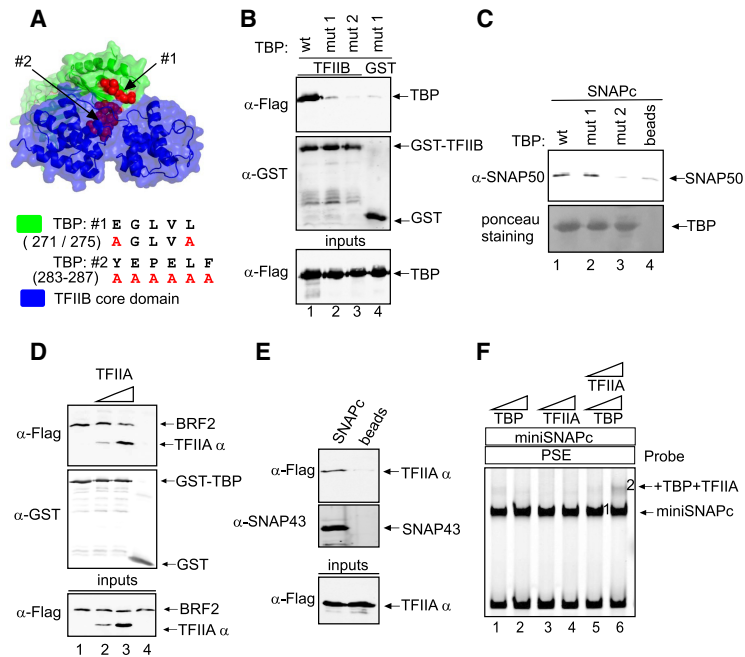 A
#2
#1
TBP: #1 E G L V L
(271 / 275) A G L V A
TBP: #2 Y E P E L F
(283-287) A A A A A A
TFIIB core domain
B
TBP: wt mut 1 mut 2 mut 1
TFIIB GST
α-Flag TBP
α-GST GST-TFIIB
GST
inputs
α-Flag TBP
1 2 3 4
C
SNAPc
TBP: wt mut 1 mut 2 beads
α-SNAP50 SNAP50
ponceau staining TBP
1 2 3 4
D
TFIIA
α-Flag BRF2
TFIIA α
α-GST GST-TBP
GST
inputs
α-Flag BRF2
TFIIA α
1 2 3 4
E
SNAPc beads
α-Flag TFIIA α
α-SNAP43 SNAP43
inputs
α-Flag TFIIA α
F
TFIIA
TBP TFIIA TBP
miniSNAPc
PSE Probe
2 +TBP+TFIIA
1 miniSNAPc
1 2 3 4 5 6